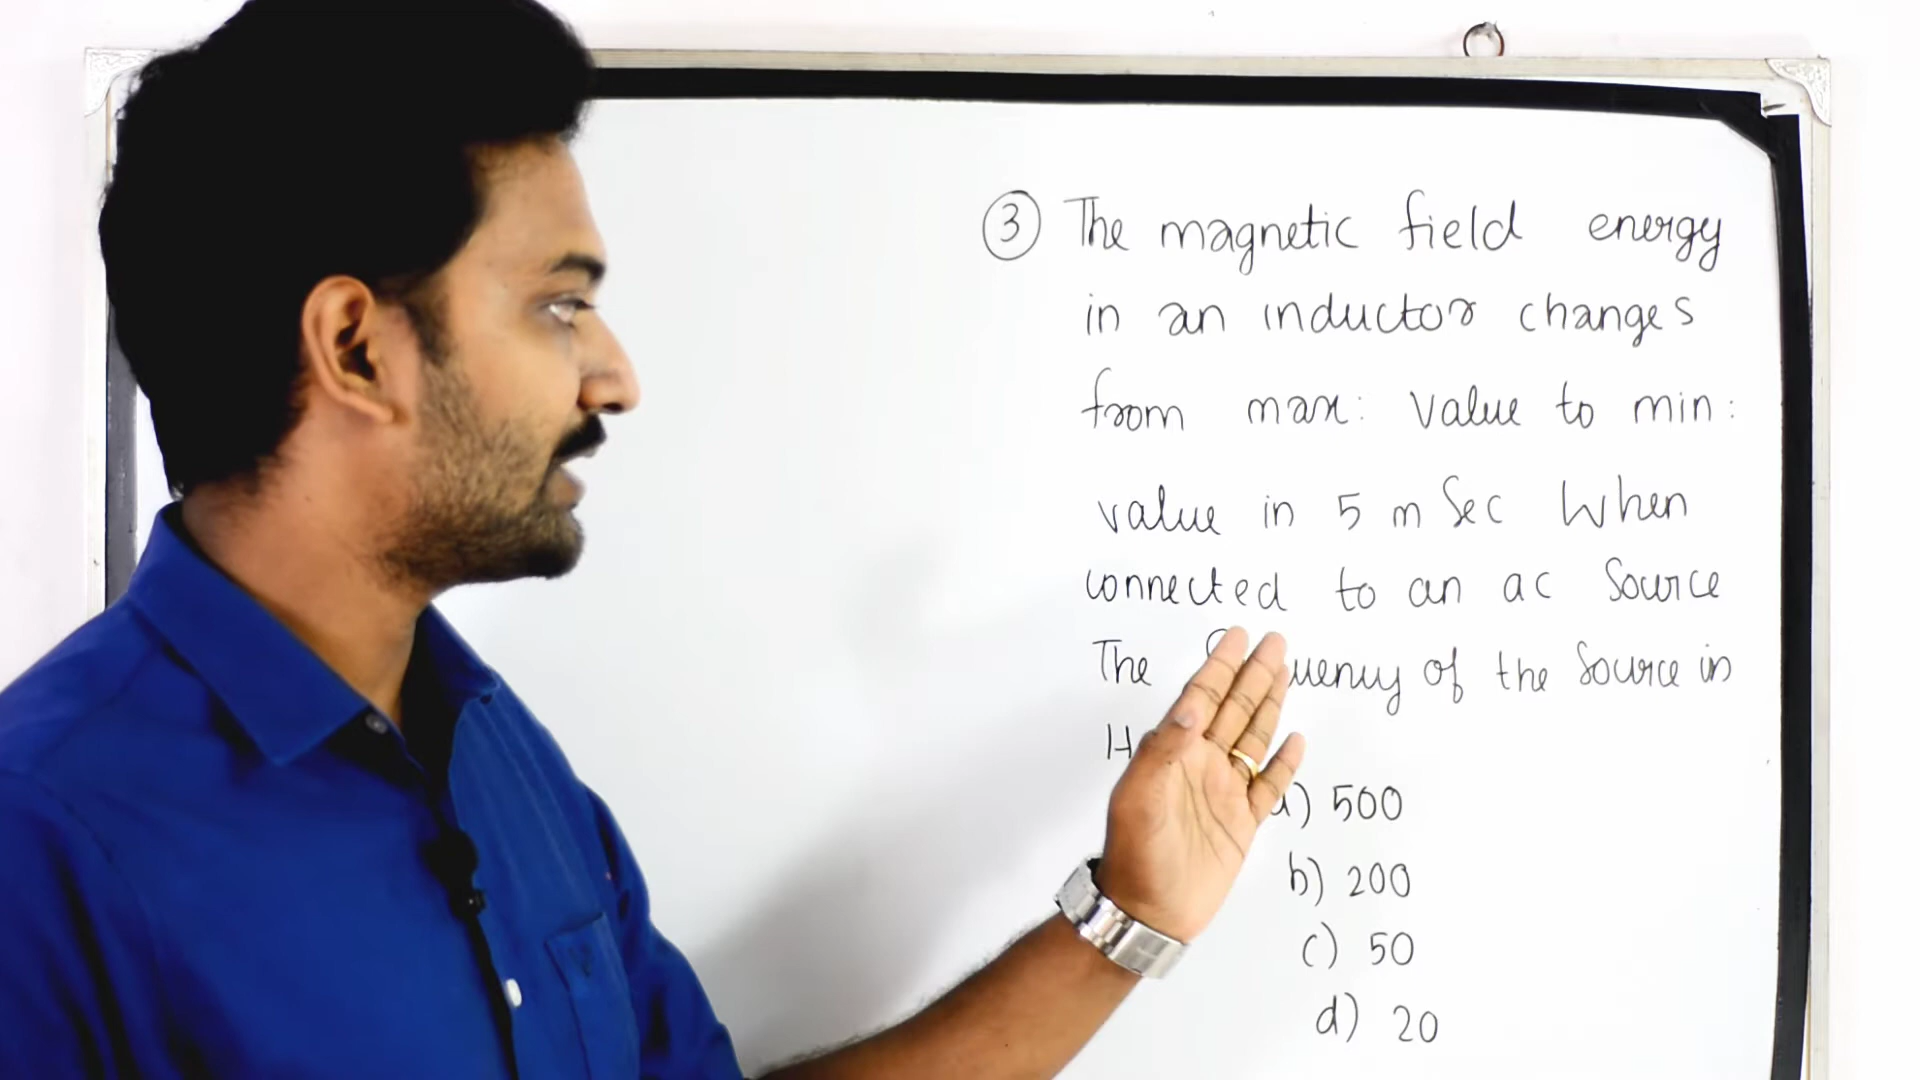 ③ The magnetic field energy
in an inductor changes
from max: value to min:
value in 5 m Sec When
connected to an ac Source
The of the Source in
a) 500
b) 200
c) 50
d) 20